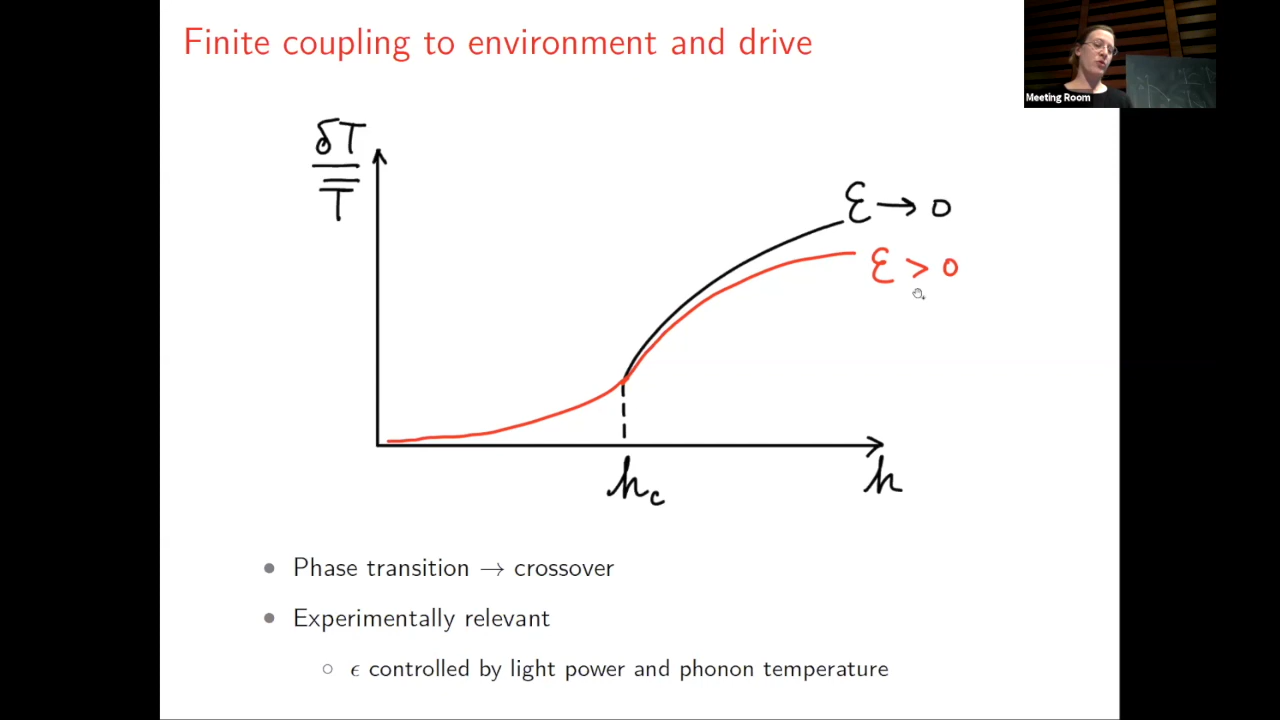 Finite coupling to environment and drive
Meeting Room
δT
T̅
ε → 0
ε > 0
h_c
h
• Phase transition → crossover
• Experimentally relevant
○ ϵ controlled by light power and phonon temperature